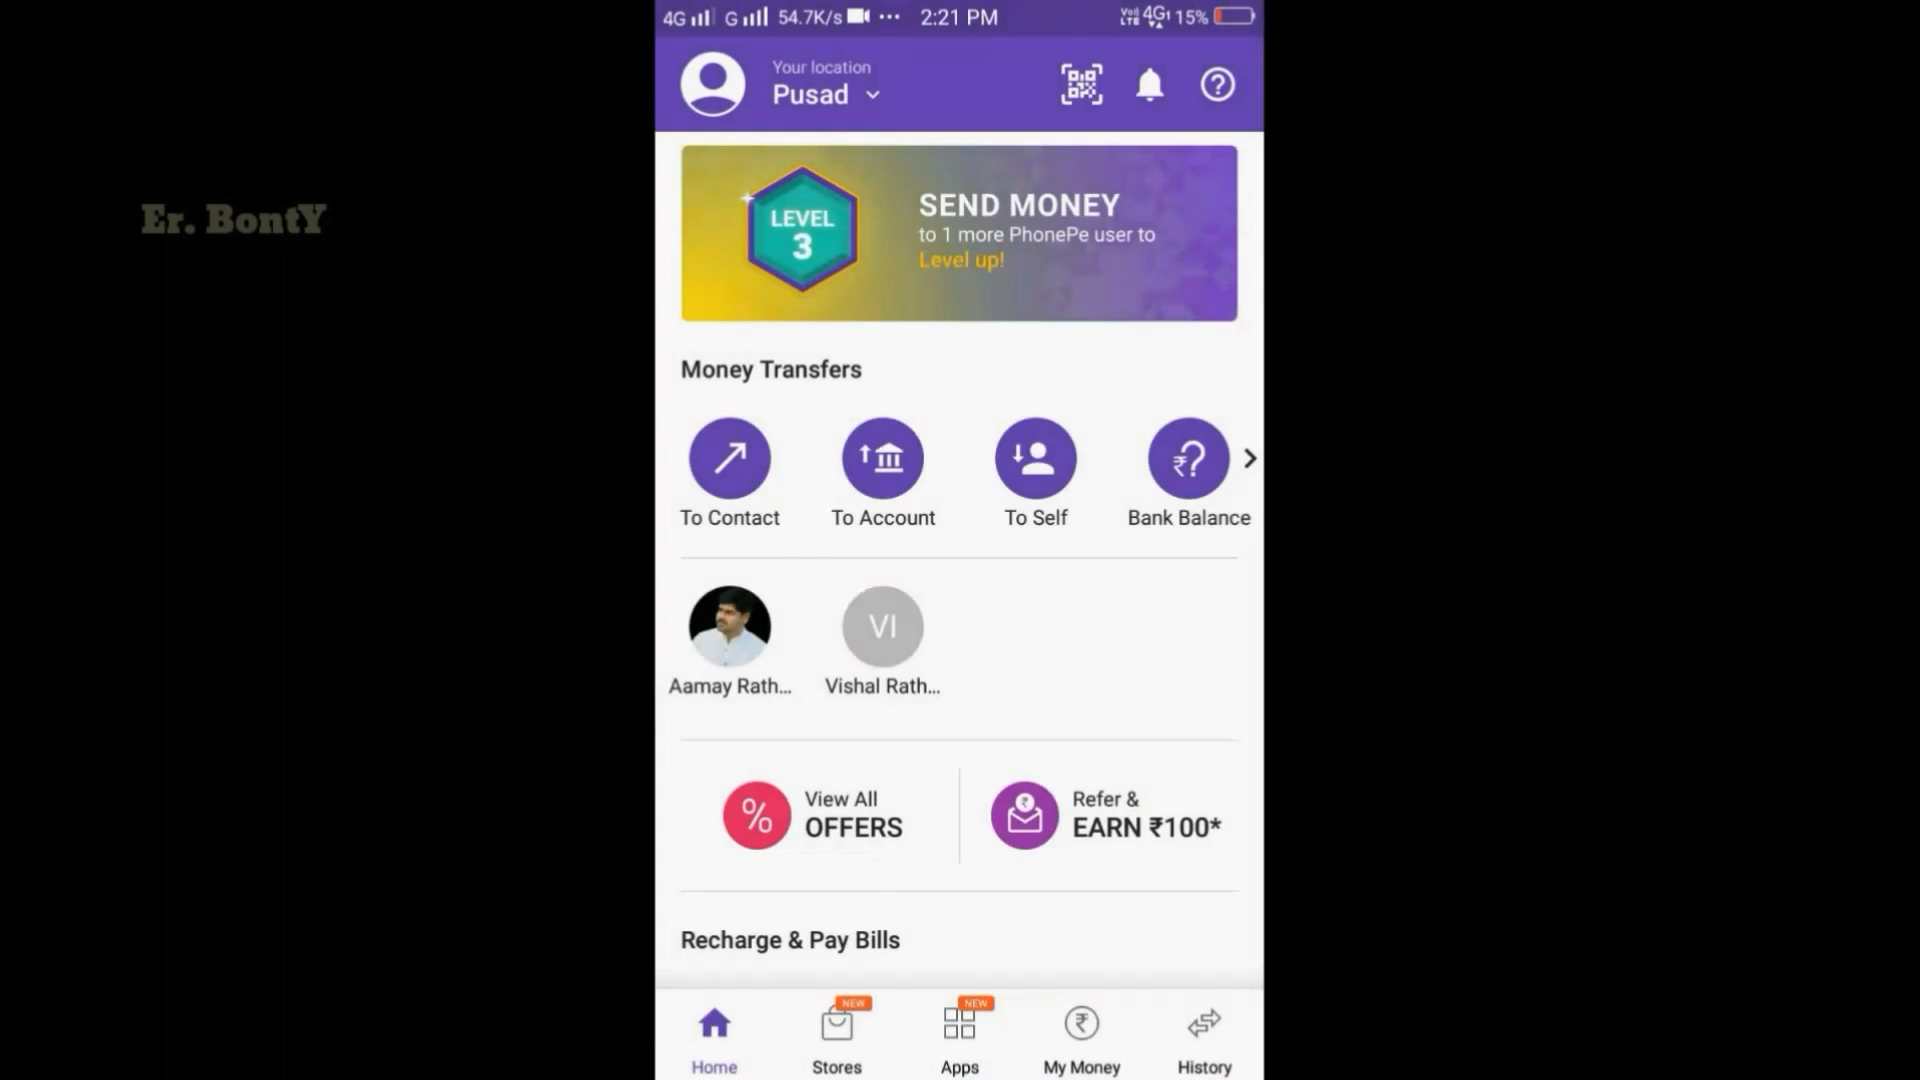 4G G 54.7K/s ... 2:21 PM VoLTE 4G1 15%
Your location
Pusad
Er. BontY
LEVEL
3
SEND MONEY
to 1 more PhonePe user to
Level up!
Money Transfers
To Contact To Account To Self Bank Balance
VI
Aamay Rath... Vishal Rath...
% View All
OFFERS
Refer &
EARN ₹100*
Recharge & Pay Bills
NEW NEW
Home Stores Apps My Money History